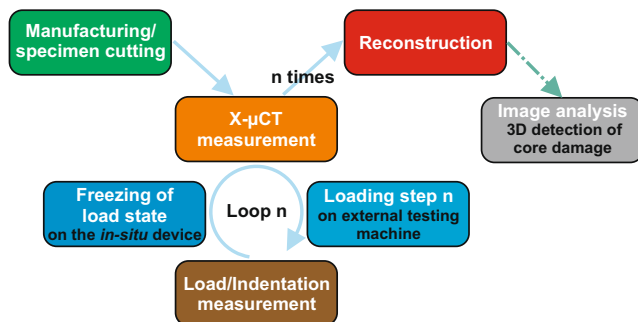 Manufacturing/
specimen cutting
Reconstruction
n times
X-µCT
measurement
Image analysis
3D detection of
core damage
Freezing of
load state
on the in-situ device
Loop n
Loading step n
on external testing
machine
Load/Indentation
measurement